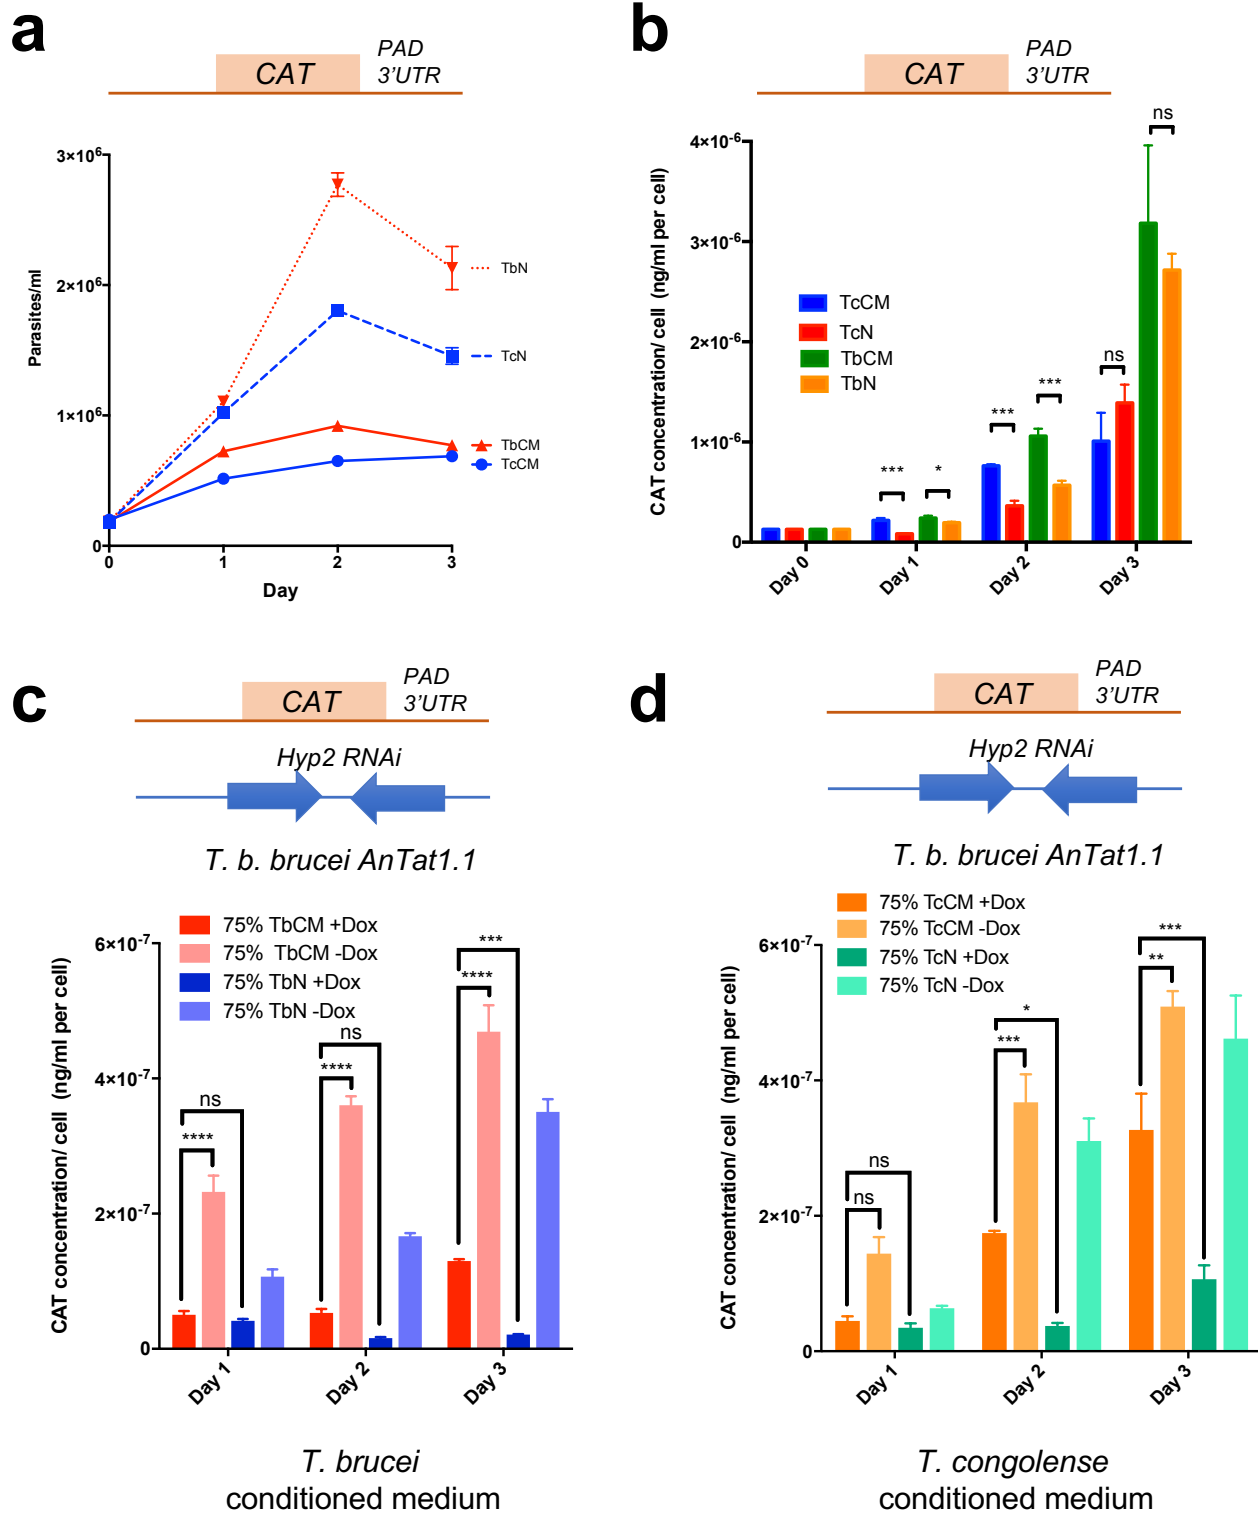 a
CAT
PAD
3'UTR
3×10⁶
2×10⁶
1×10⁶
0
Parasites/ml
0
1
2
3
Day
TbN
TcN
TbCM
TcCM
b
CAT
PAD
3'UTR
CAT concentration/ cell (ng/ml per cell)
4×10⁻⁶
3×10⁻⁶
2×10⁻⁶
1×10⁻⁶
0
TcCM
TcN
TbCM
TbN
***
*
***
***
ns
ns
Day 0
Day 1
Day 2
Day 3
c
CAT
PAD
3'UTR
Hyp2 RNAi
T. b. brucei AnTat1.1
75% TbCM +Dox
75% TbCM -Dox
75% TbN +Dox
75% TbN -Dox
CAT concentration/ cell (ng/ml per cell)
6×10⁻⁷
4×10⁻⁷
2×10⁻⁷
0
ns
****
ns
****
***
****
Day 1
Day 2
Day 3
T. brucei
conditioned medium
d
CAT
PAD
3'UTR
Hyp2 RNAi
T. b. brucei AnTat1.1
75% TcCM +Dox
75% TcCM -Dox
75% TcN +Dox
75% TcN -Dox
CAT concentration/ cell (ng/ml per cell)
6×10⁻⁷
4×10⁻⁷
2×10⁻⁷
0
ns
ns
*
***
***
**
Day 1
Day 2
Day 3
T. congolense
conditioned medium